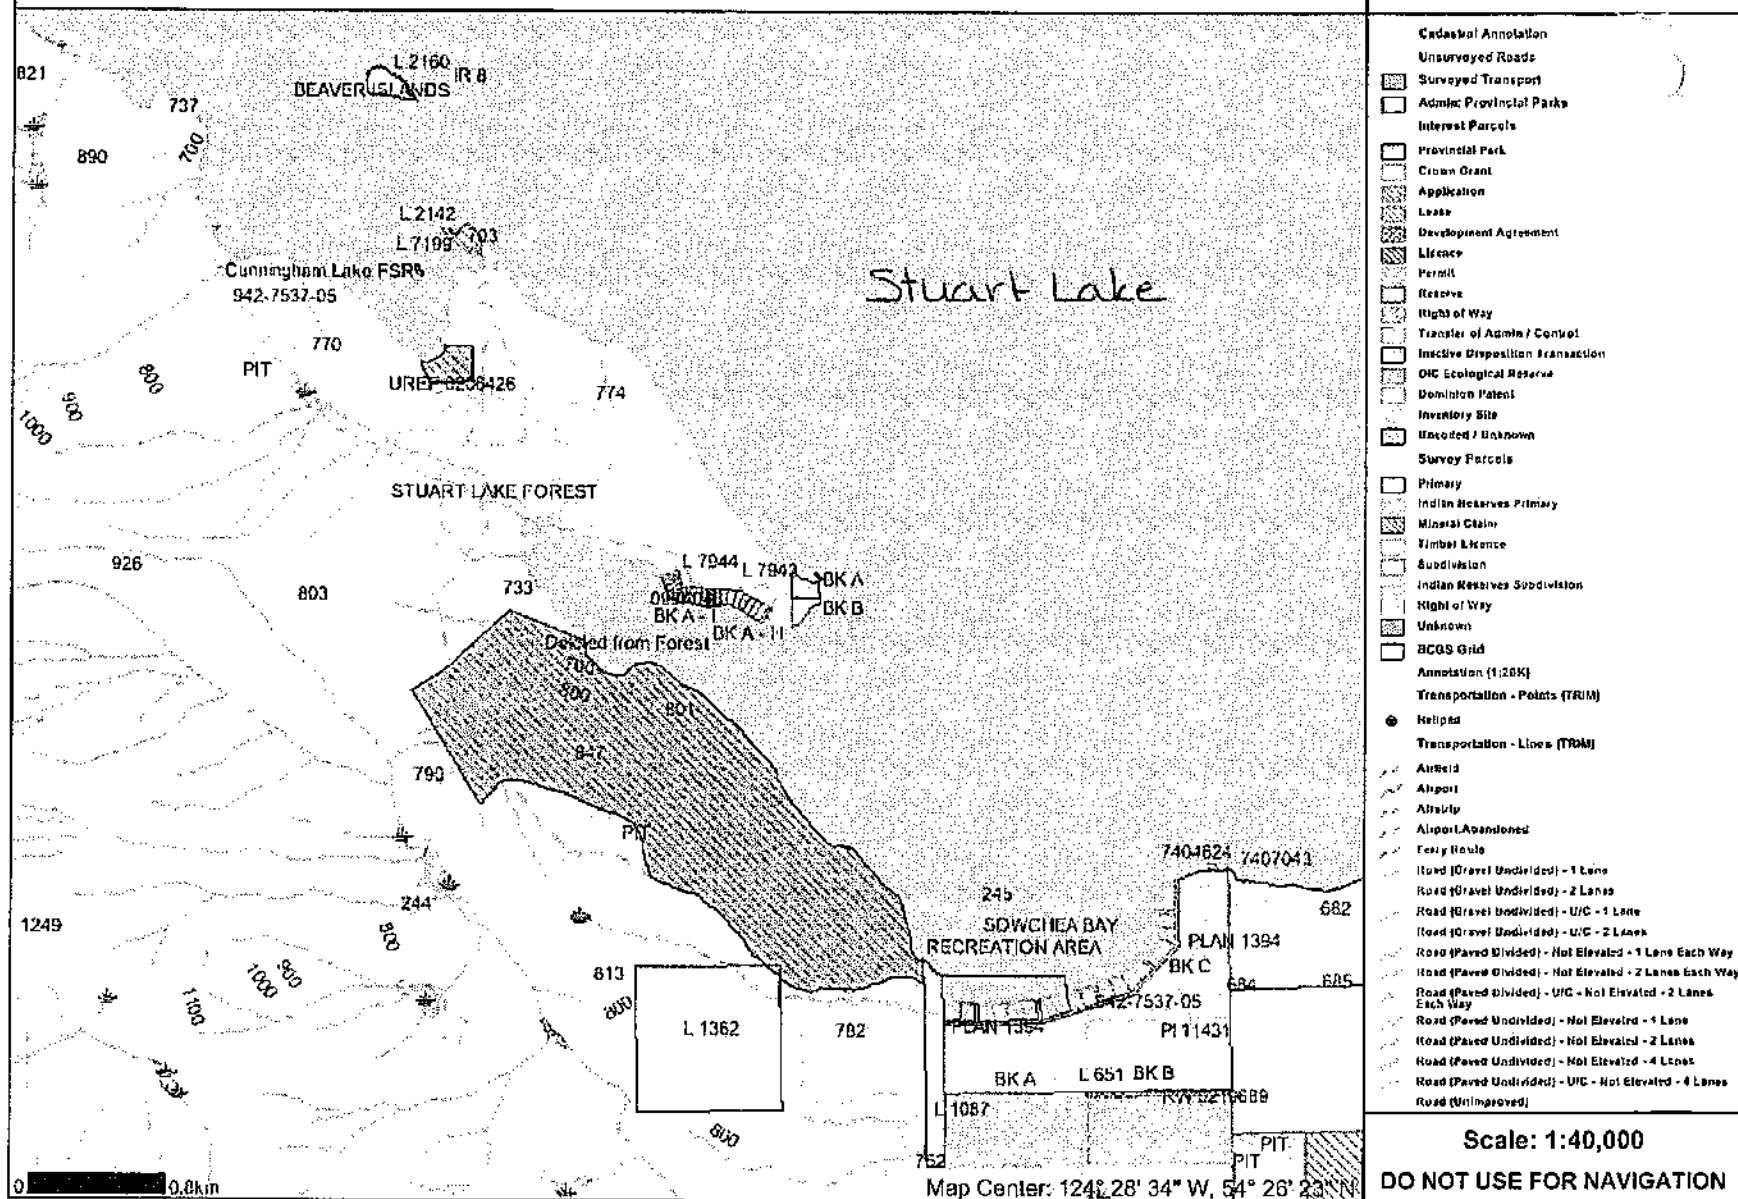 821
L 2160
IR 8
BEAVER ISLANDS
737
890
700
L 2142
L 7199
703
Cunningham Lake FSR
942-7537-05
Stuart Lake
770
PIT
800
900
1000
774
STUART LAKE FOREST
926
803
733
L 7944
L 7943
BK A
BK B
BK A -
BK A - H
Deleted from Forest
700
800
801
847
790
PIT
244
1249
800
900
1000
1100
813
800
L 1362
782
800
245
SOWCHEA BAY
RECREATION AREA
7404624
7407043
682
PLAN 1394
BK C
684
685
942-7537-05
PLAN 1394
Pl 11431
BK A
L 651
BK B
L 1087
689
762
PIT
PIT
0
0.8km
Map Center: 124° 28' 34" W, 54° 26' 23" N
Cadastral Annotation
Unsurveyed Roads
Surveyed Transport
Admin: Provincial Parks
Interest Parcels
Provincial Park
Crown Grant
Application
Lease
Development Agreement
Licence
Permit
Reserve
Right of Way
Transfer of Admin / Control
Inactive Disposition Transaction
OIC Ecological Reserve
Dominion Patent
Inventory Site
Uncoded / Unknown
Survey Parcels
Primary
Indian Reserves Primary
Mineral Claim
Timber Licence
Subdivision
Indian Reserves Subdivision
Right of Way
Unknown
BCGS Grid
Annotation (1:20K)
Transportation - Points (TRIM)
Helipad
Transportation - Lines (TRIM)
Airfield
Airport
Airstrip
Airport.Abandoned
Ferry Route
Road (Gravel Undivided) - 1 Lane
Road (Gravel Undivided) - 2 Lanes
Road (Gravel Undivided) - U/C - 1 Lane
Road (Gravel Undivided) - U/C - 2 Lanes
Road (Paved Divided) - Not Elevated - 1 Lane Each Way
Road (Paved Divided) - Not Elevated - 2 Lanes Each Way
Road (Paved Divided) - U/C - Not Elevated - 2 Lanes
Each Way
Road (Paved Undivided) - Not Elevated - 1 Lane
Road (Paved Undivided) - Not Elevated - 2 Lanes
Road (Paved Undivided) - Not Elevated - 4 Lanes
Road (Paved Undivided) - U/C - Not Elevated - 4 Lanes
Road (Unimproved)
Scale: 1:40,000
DO NOT USE FOR NAVIGATION